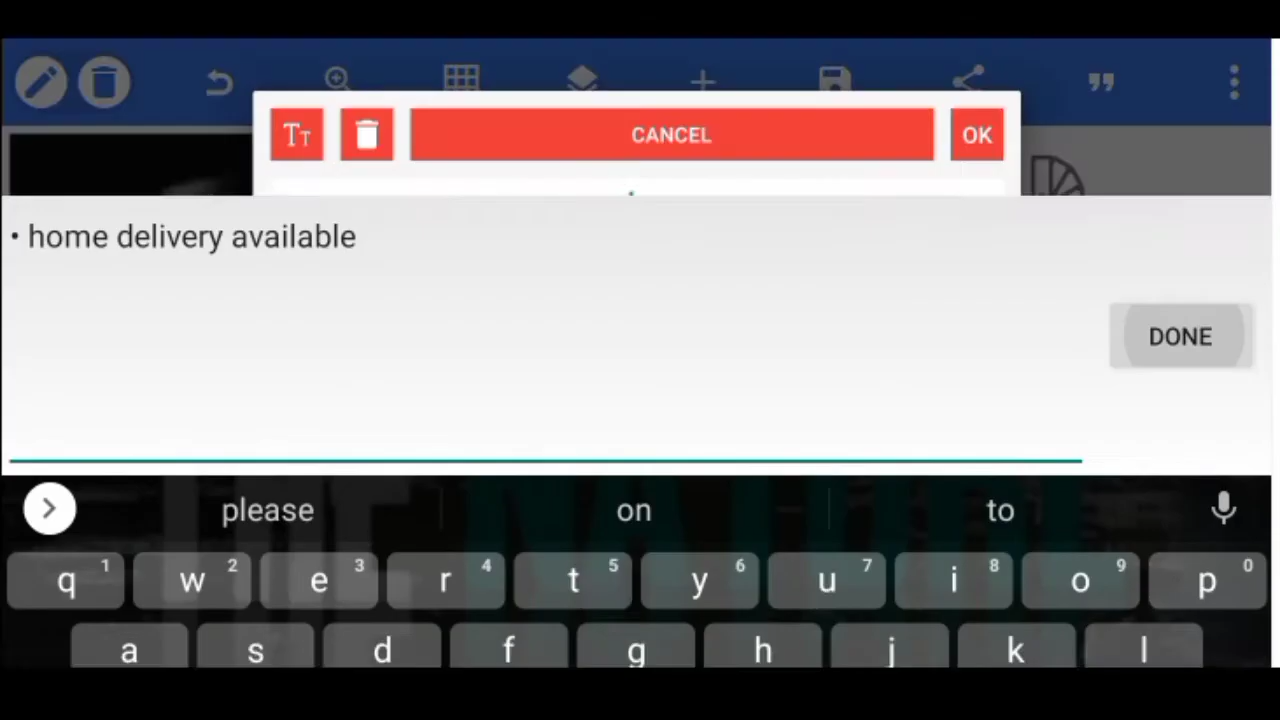 Tт
CANCEL
OK
• home delivery available
DONE
please
on
to
q 1 w 2 e 3 r 4 t 5 y 6 u 7 i 8 o 9 p 0
a s d f g h j k l